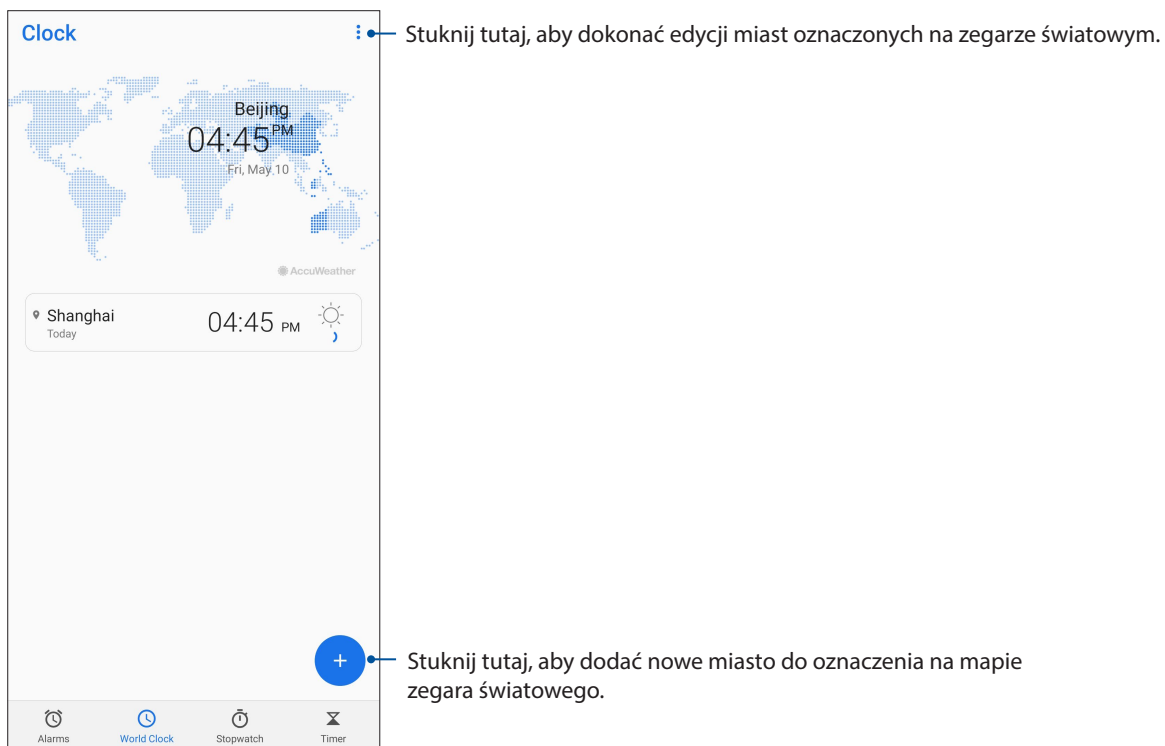 Clock
Stuknij tutaj, aby dokonać edycji miast oznaczonych na zegarze światowym.
Beijing
04:45 PM
Fri, May 10
AccuWeather
Shanghai
Today
04:45 PM
Stuknij tutaj, aby dodać nowe miasto do oznaczenia na mapie
zegara światowego.
Alarms
World Clock
Stopwatch
Timer